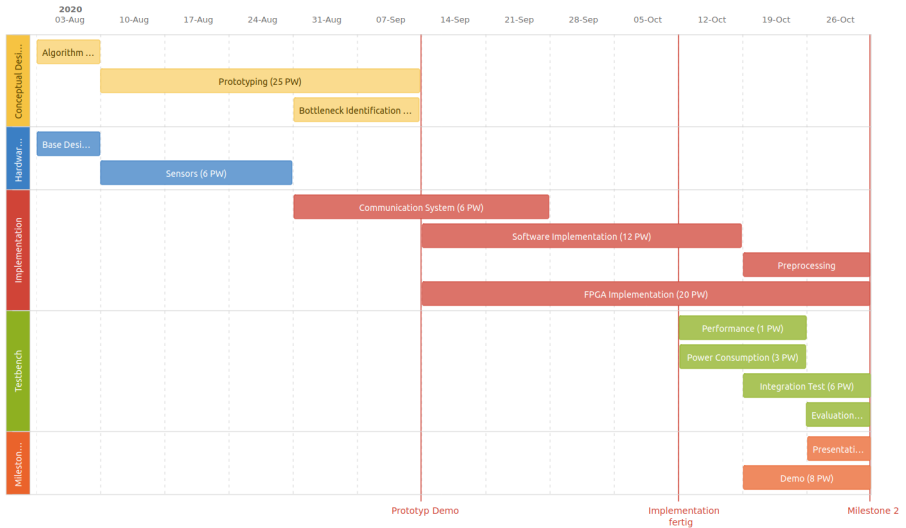 2020
03-Aug 10-Aug 17-Aug 24-Aug 31-Aug 07-Sep 14-Sep 21-Sep 28-Sep 05-Oct 12-Oct 19-Oct 26-Oct
Conceptual Desi...
Algorithm ...
Prototyping (25 PW)
Bottleneck Identification ...
Hardwar...
Base Desi...
Sensors (6 PW)
Implementation
Communication System (6 PW)
Software Implementation (12 PW)
Preprocessing
FPGA Implementation (20 PW)
Testbench
Performance (1 PW)
Power Consumption (3 PW)
Integration Test (6 PW)
Evaluation...
Mileston...
Presentati...
Demo (8 PW)
Prototyp Demo
Implementation
fertig
Milestone 2